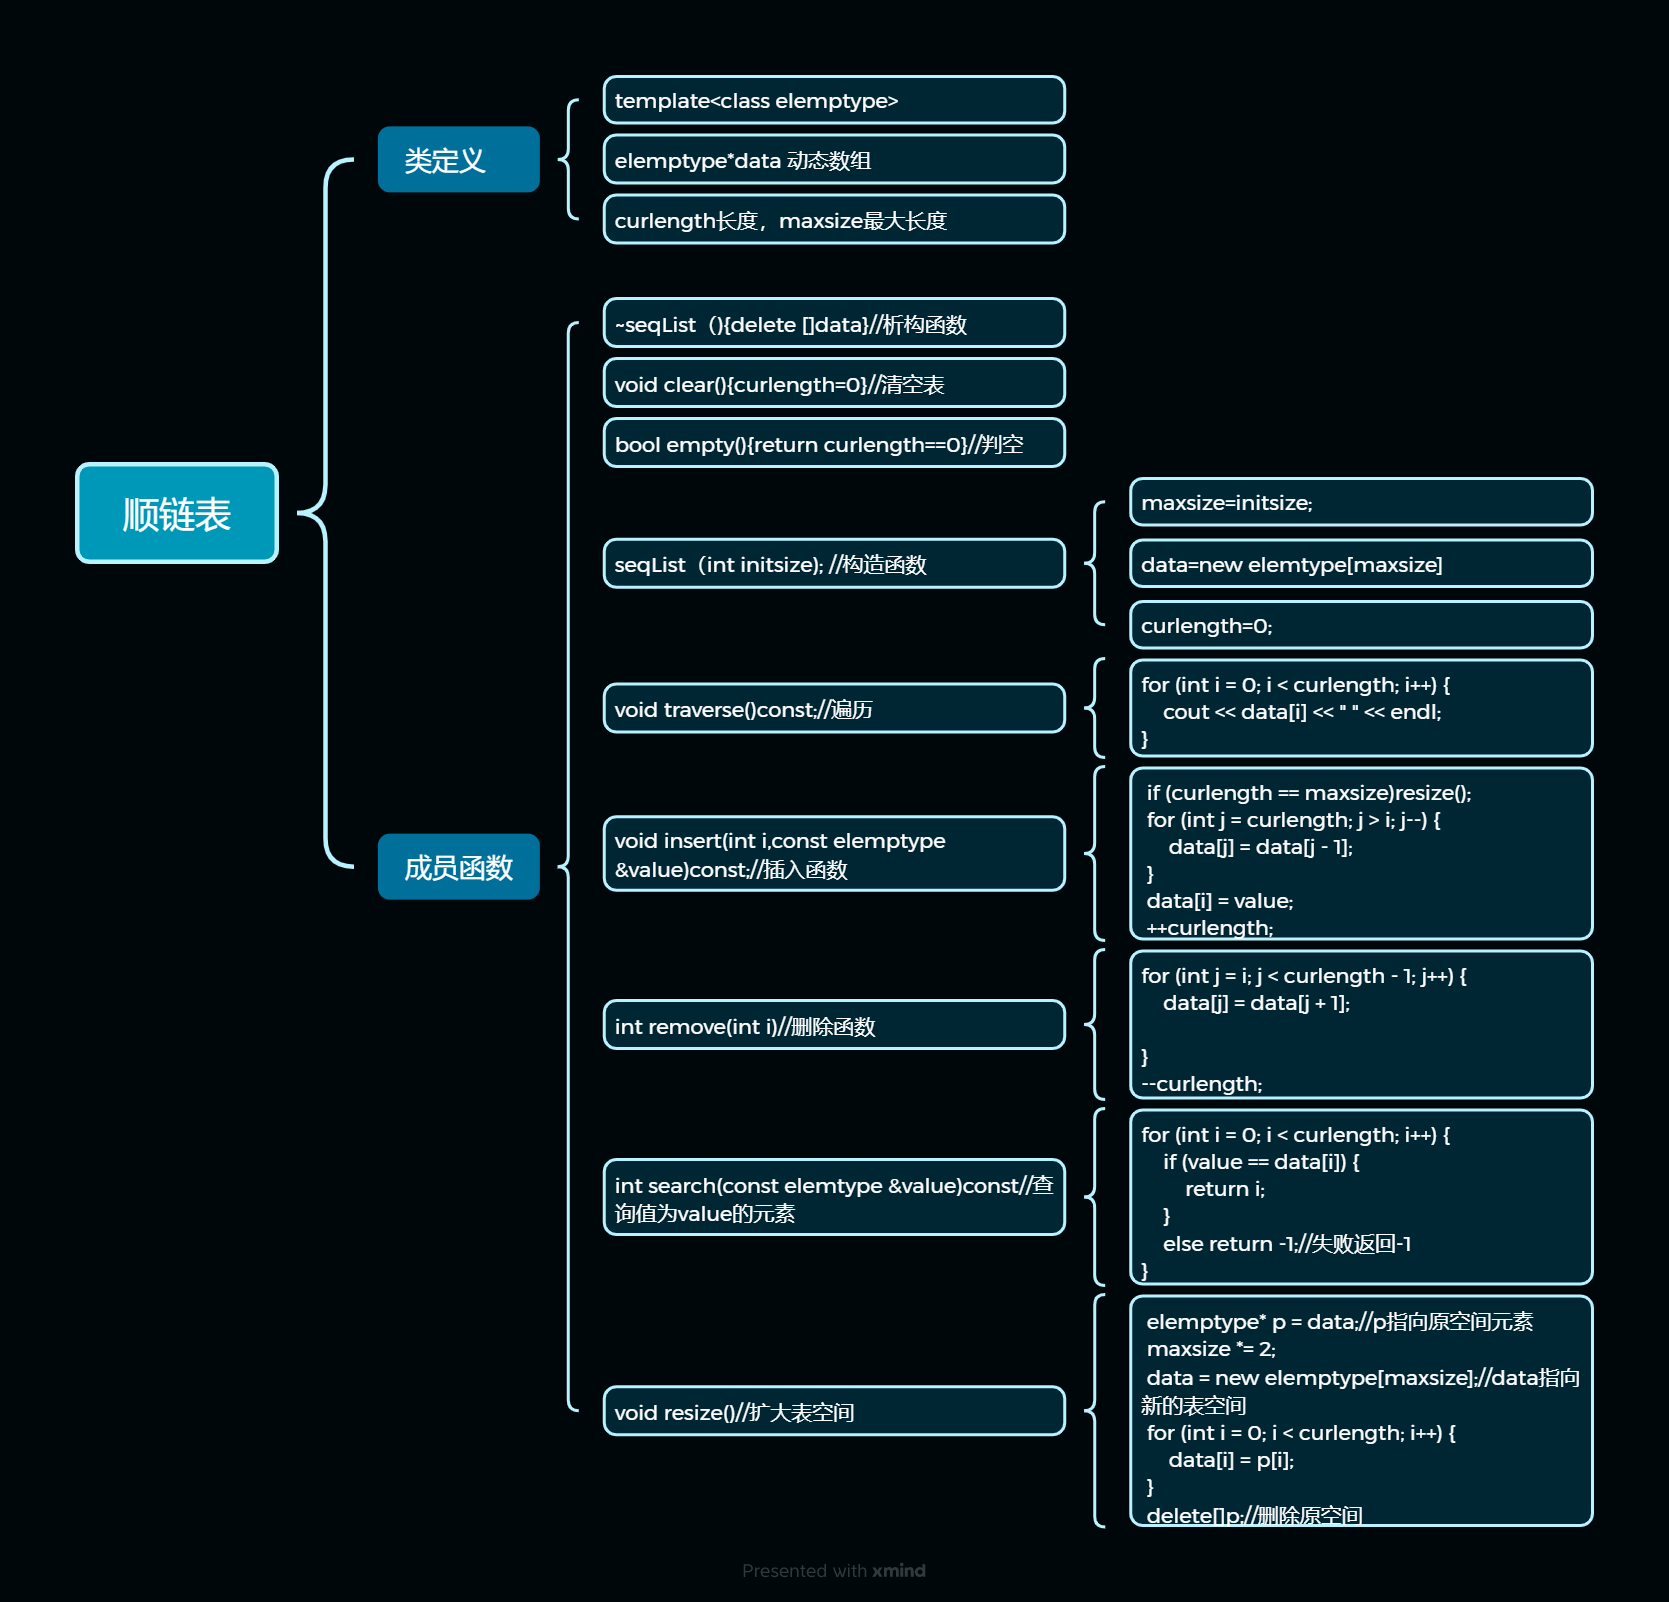 顺链表
类定义
template<class elemptype>
elemptype*data 动态数组
curlength长度，maxsize最大长度
成员函数
~seqList（){delete []data}//析构函数
void clear(){curlength=0}//清空表
bool empty(){return curlength==0}//判空
seqList（int initsize); //构造函数
maxsize=initsize;
data=new elemtype[maxsize]
curlength=0;
void traverse()const;//遍历
for (int i = 0; i < curlength; i++) {
cout << data[i] << " " << endl;
}
void insert(int i,const elemptype
&value)const;//插入函数
if (curlength == maxsize)resize();
for (int j = curlength; j > i; j--) {
data[j] = data[j - 1];
}
data[i] = value;
++curlength;
int remove(int i)//删除函数
for (int j = i; j < curlength - 1; j++) {
data[j] = data[j + 1];
}
--curlength;
int search(const elemtype &value)const//查
询值为value的元素
for (int i = 0; i < curlength; i++) {
if (value == data[i]) {
return i;
}
else return -1;//失败返回-1
}
void resize()//扩大表空间
elemptype* p = data;//p指向原空间元素
maxsize *= 2;
data = new elemptype[maxsize];//data指向
新的表空间
for (int i = 0; i < curlength; i++) {
data[i] = p[i];
}
delete[]p;//删除原空间
Presented with xmind